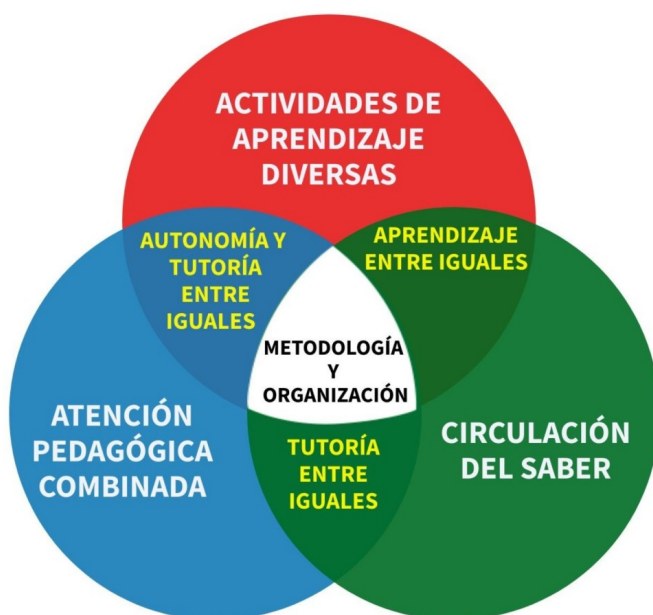 ACTIVIDADES DE
APRENDIZAJE
DIVERSAS
AUTONOMÍA Y
TUTORÍA
ENTRE
IGUALES
APRENDIZAJE
ENTRE IGUALES
METODOLOGÍA
Y
ORGANIZACIÓN
ATENCIÓN
PEDAGÓGICA
COMBINADA
CIRCULACIÓN
DEL SABER
TUTORÍA
ENTRE
IGUALES